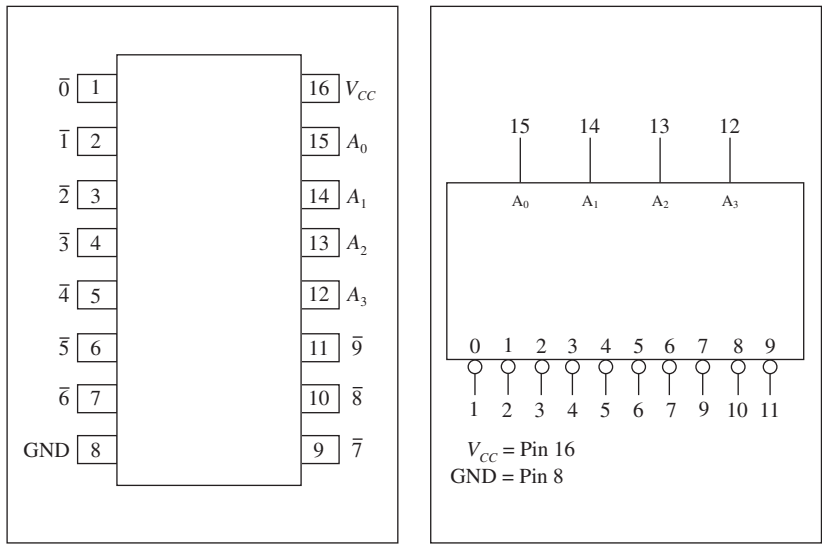 0̅ 1 16 V_CC
1̅ 2 15 A₀
2̅ 3 14 A₁
3̅ 4 13 A₂
4̅ 5 12 A₃
5̅ 6 11 9̅
6̅ 7 10 8̅
GND 8 9 7̅
15 14 13 12
A₀ A₁ A₂ A₃
0 1 2 3 4 5 6 7 8 9
1 2 3 4 5 6 7 9 10 11
V_CC = Pin 16
GND = Pin 8